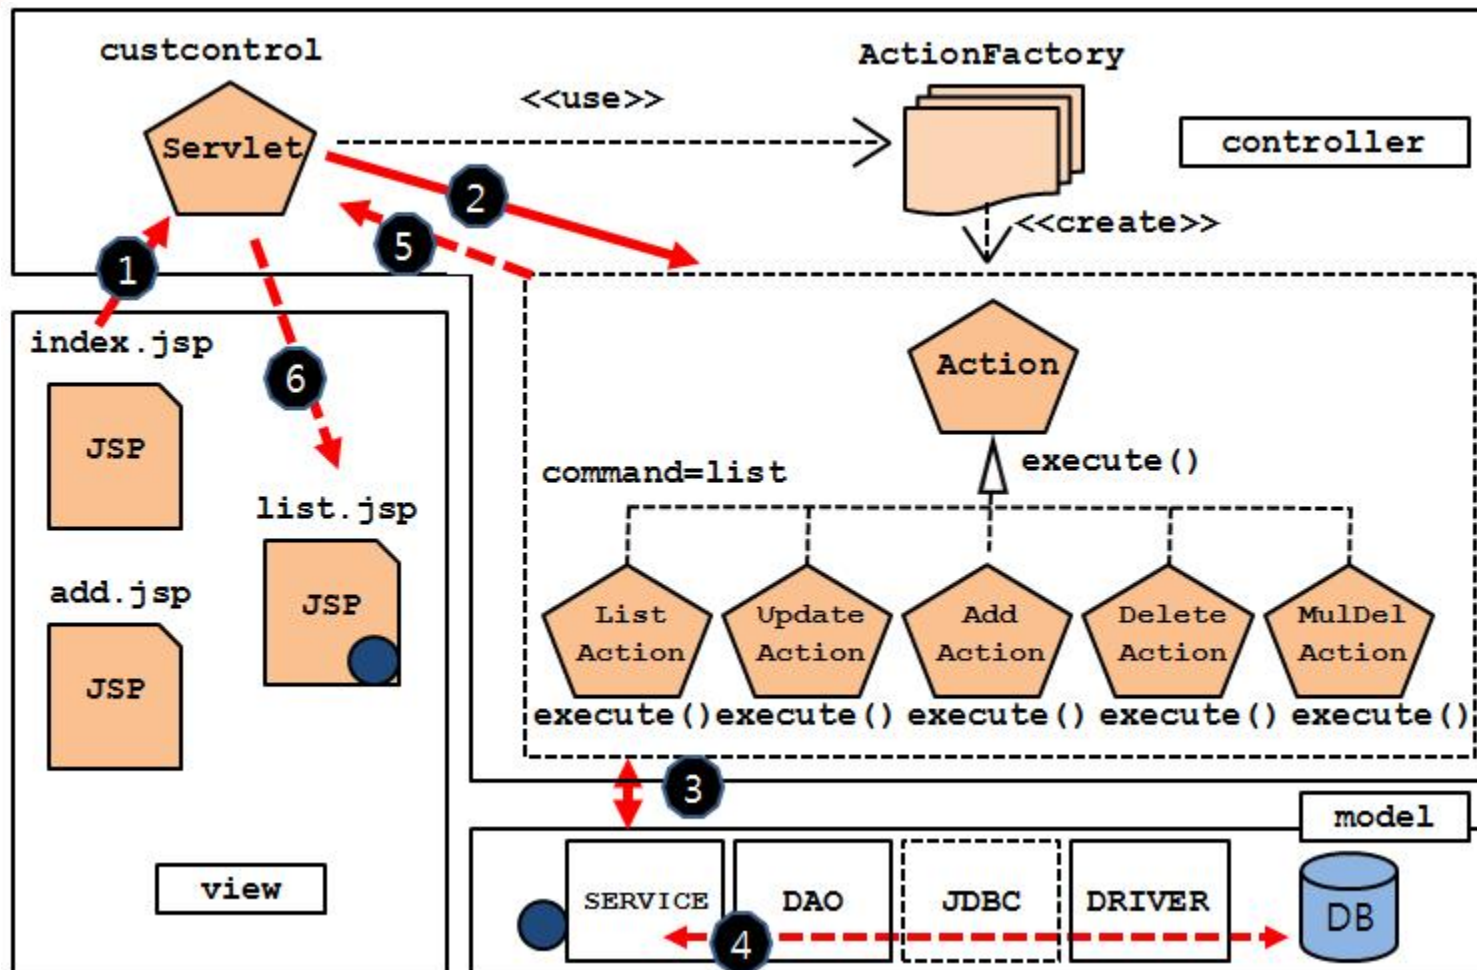 custcontrol
ActionFactory
<<use>>
Servlet
controller
2
<<create>>
5
1
index.jsp
Action
6
JSP
execute()
command=list
list.jsp
add.jsp
JSP
List
Action
Update
Action
Add
Action
Delete
Action
MulDel
Action
JSP
execute() execute() execute() execute() execute()
3
model
view
SERVICE
DAO
JDBC
DRIVER
DB
4